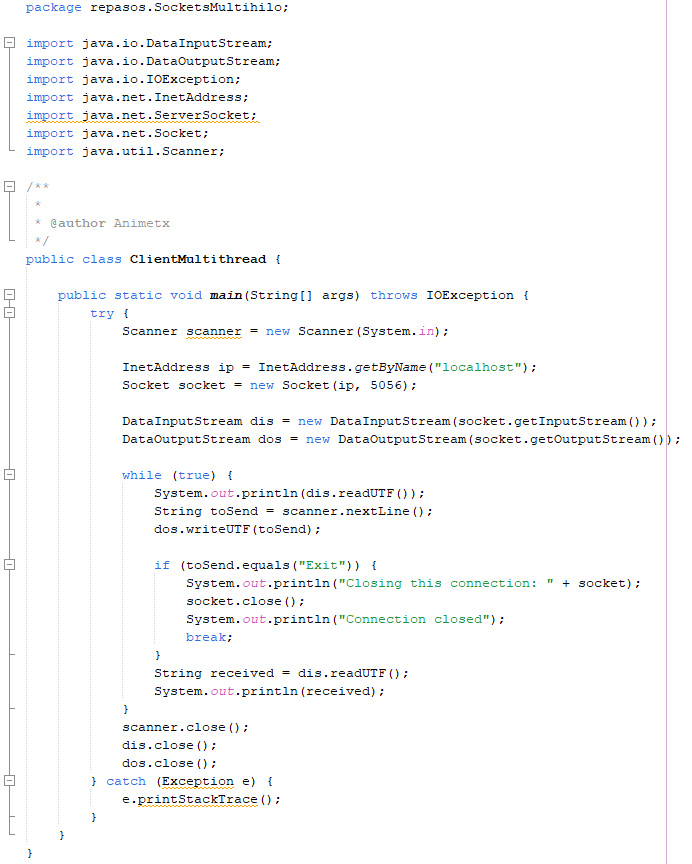 package repasos.SocketsMultihilo;
import java.io.DataInputStream;
import java.io.DataOutputStream;
import java.io.IOException;
import java.net.InetAddress;
import java.net.ServerSocket;
import java.net.Socket;
import java.util.Scanner;
/**
 *
 * @author Animetx
 */
public class ClientMultithread {
    public static void main(String[] args) throws IOException {
        try {
            Scanner scanner = new Scanner(System.in);
            InetAddress ip = InetAddress.getByName("localhost");
            Socket socket = new Socket(ip, 5056);
            DataInputStream dis = new DataInputStream(socket.getInputStream());
            DataOutputStream dos = new DataOutputStream(socket.getOutputStream());
            while (true) {
                System.out.println(dis.readUTF());
                String toSend = scanner.nextLine();
                dos.writeUTF(toSend);
                if (toSend.equals("Exit")) {
                    System.out.println("Closing this connection: " + socket);
                    socket.close();
                    System.out.println("Connection closed");
                    break;
                }
                String received = dis.readUTF();
                System.out.println(received);
            }
            scanner.close();
            dis.close();
            dos.close();
        } catch (Exception e) {
            e.printStackTrace();
        }
    }
}